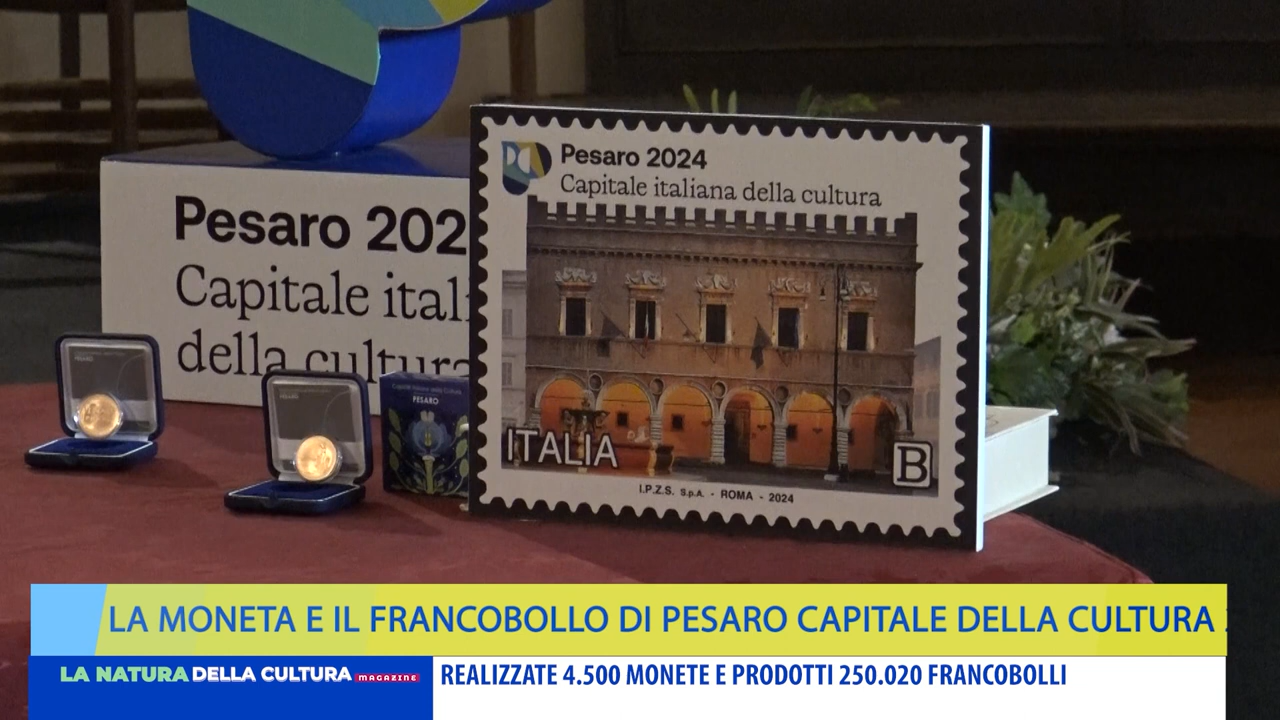 Pesaro 2024
Capitale italiana della cultura
Pesaro 202
Capitale ital
della cultura
PESARO
ITALIA
B
I.P.Z.S. S.p.A. - ROMA - 2024
LA MONETA E IL FRANCOBOLLO DI PESARO CAPITALE DELLA CULTURA
LA NATURA DELLA CULTURA MAGAZINE
REALIZZATE 4.500 MONETE E PRODOTTI 250.020 FRANCOBOLLI